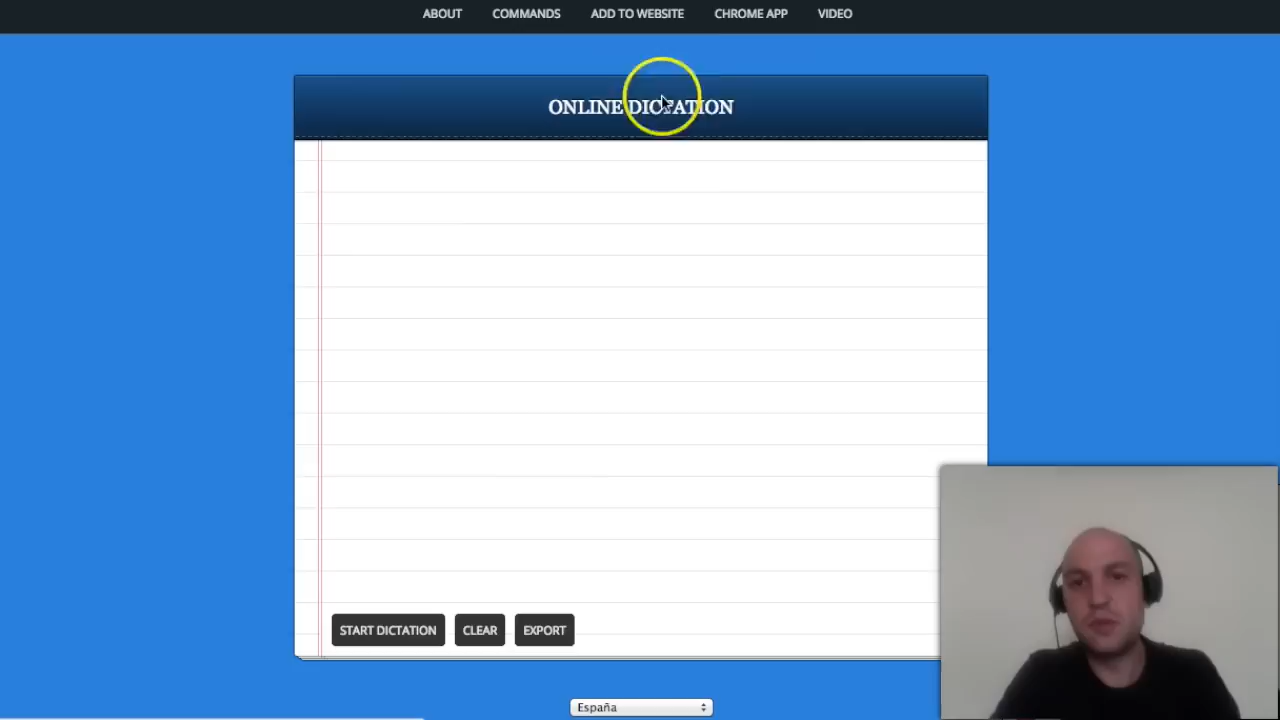 ABOUT COMMANDS ADD TO WEBSITE CHROME APP VIDEO
ONLINE DICTATION
START DICTATION CLEAR EXPORT
España